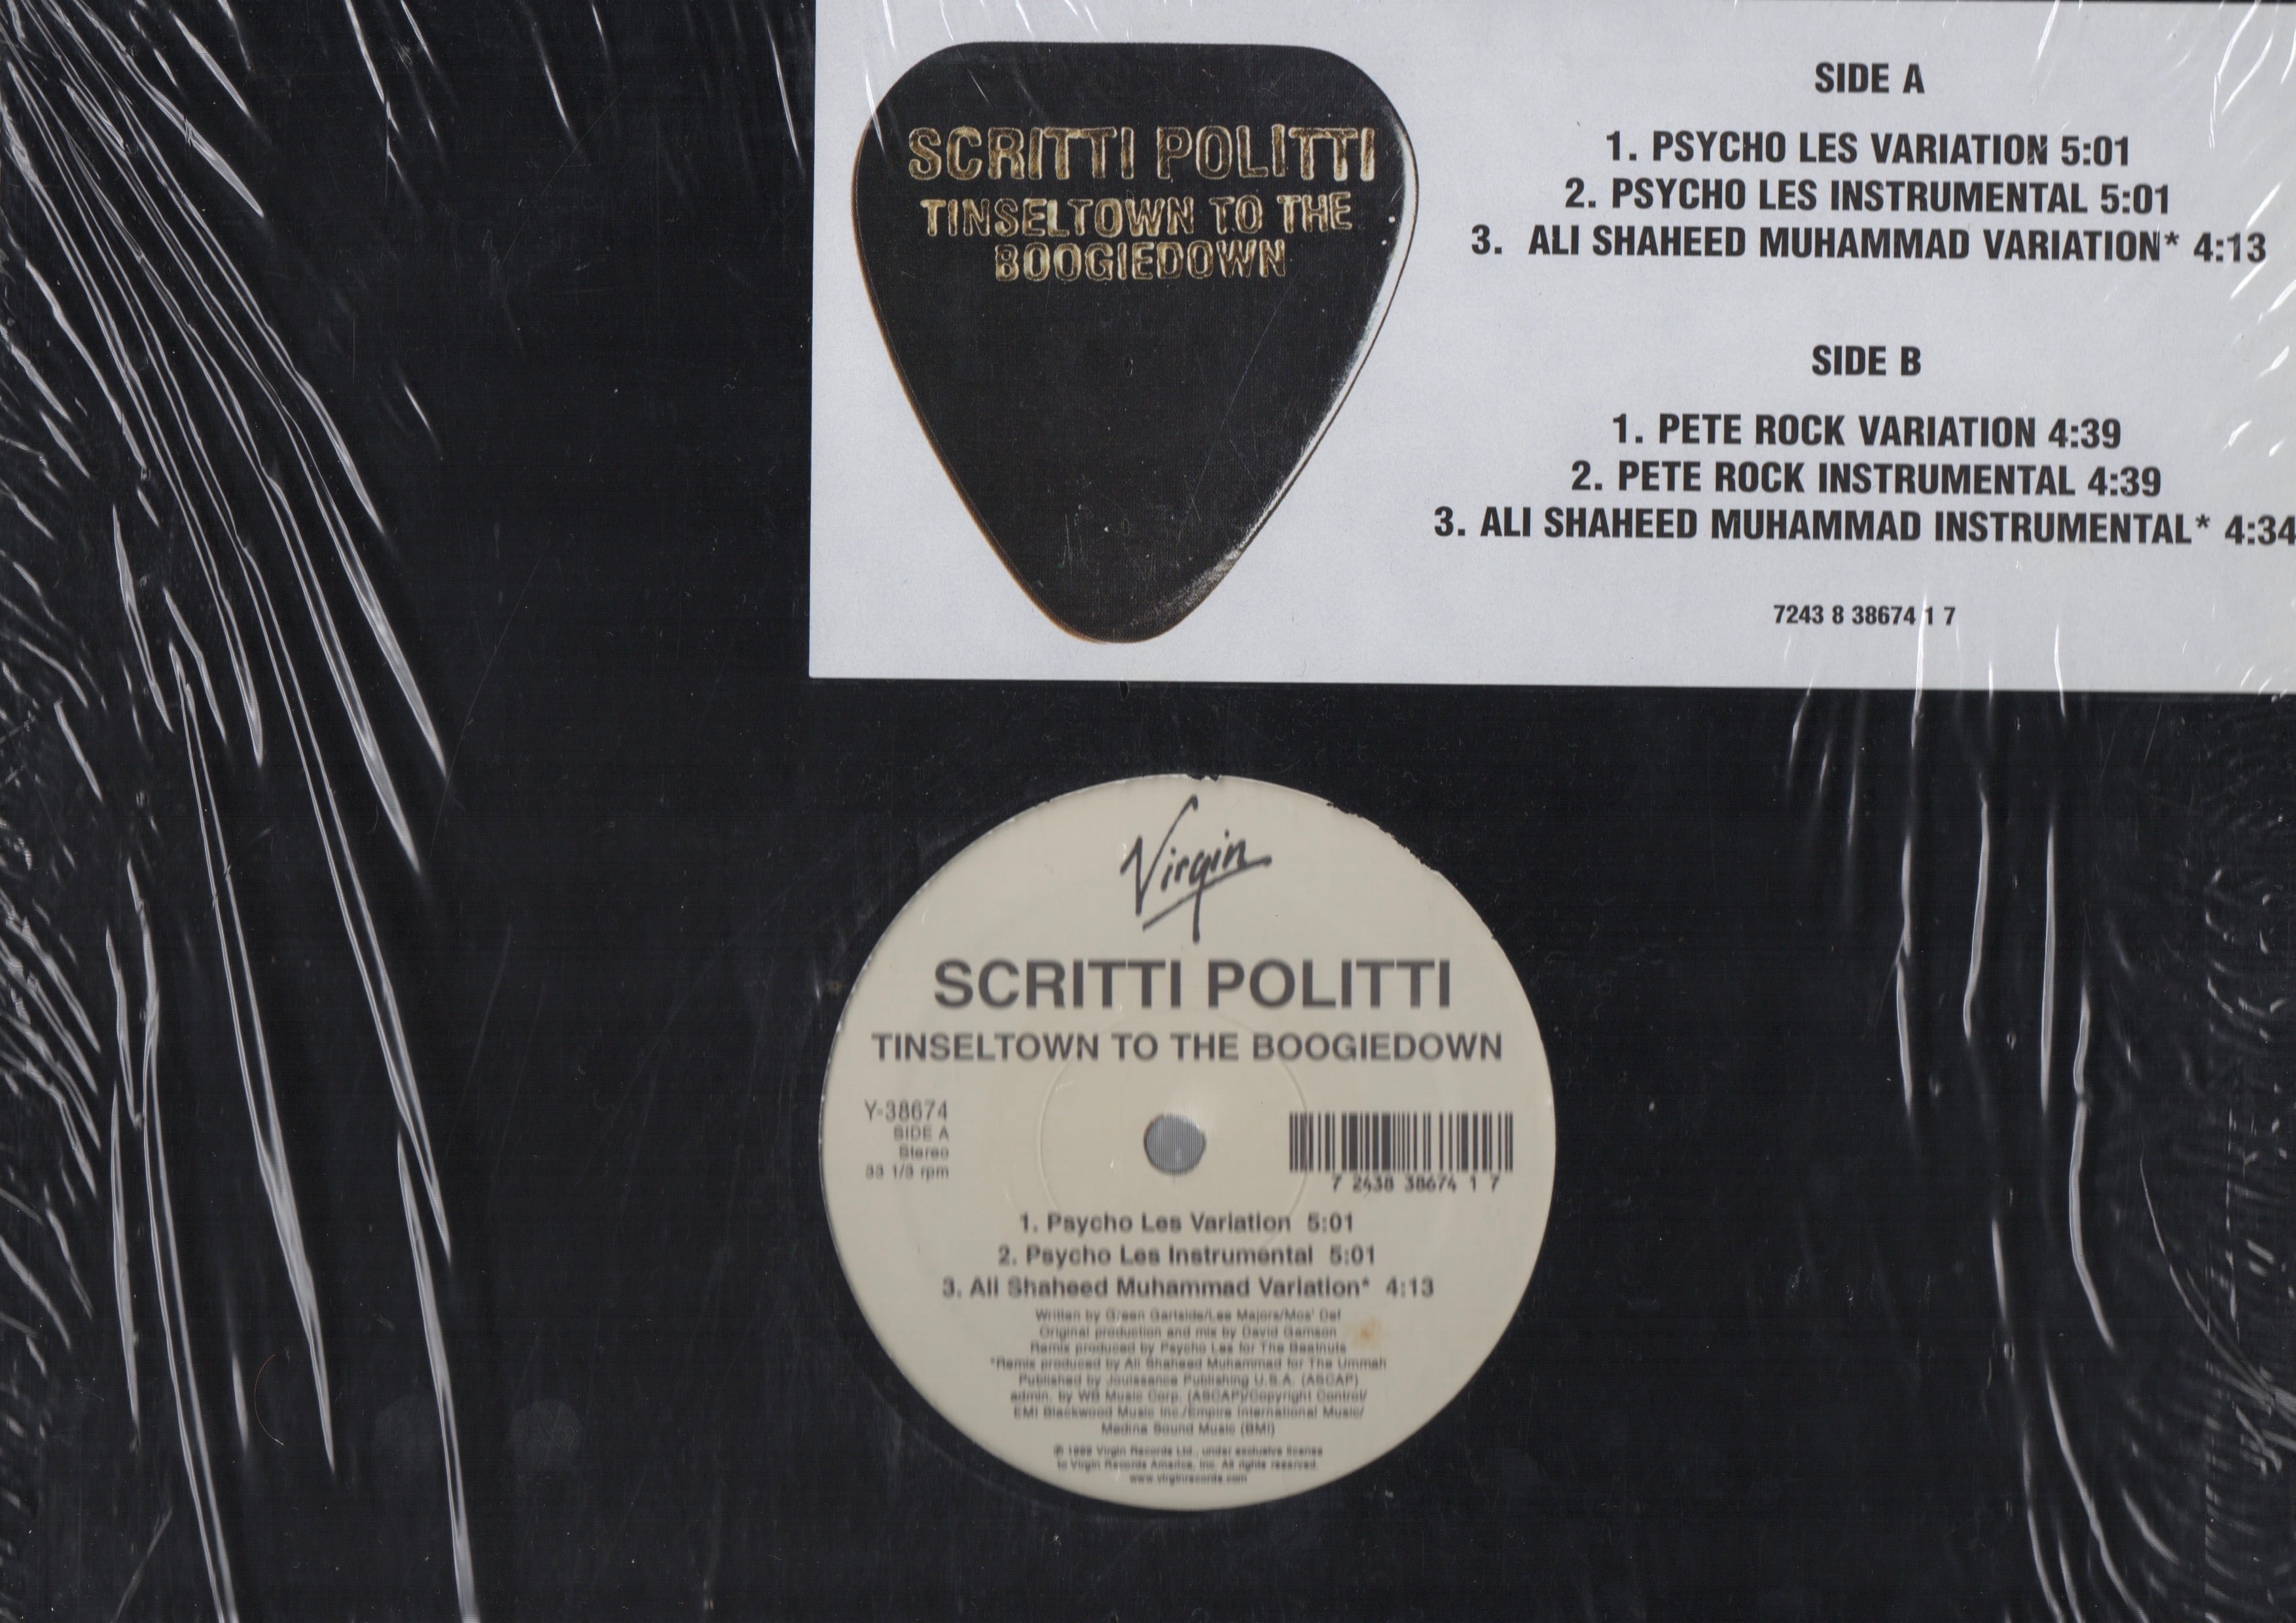 SCRITTI POLITTI
TINSELTOWN TO THE
BOOGIEDOWN
SIDE A
1. PSYCHO LES VARIATION 5:01
2. PSYCHO LES INSTRUMENTAL 5:01
3. ALI SHAHEED MUHAMMAD VARIATION* 4:13
SIDE B
1. PETE ROCK VARIATION 4:39
2. PETE ROCK INSTRUMENTAL 4:39
3. ALI SHAHEED MUHAMMAD INSTRUMENTAL* 4:34
7243 8 38674 1 7
Virgin
SCRITTI POLITTI
TINSELTOWN TO THE BOOGIEDOWN
Y-38674
SIDE A
Stereo
33 1/3 rpm
7 2438 38674 1 7
1. Psycho Les Variation 5:01
2. Psycho Les Instrumental 5:01
3. Ali Shaheed Muhammad Variation* 4:13
Written by Green Gartside/Lee Majors/Mos' Def
Original production and mix by David Gamson
Remix produced by Psycho Les for The Beatnuts
*Remix produced by Ali Shaheed Muhammad for The Ummah
Published by Jouissance Publishing U.S.A. (ASCAP)
admin. by WB Music Corp. (ASCAP)/Copyright Control/
EMI Blackwood Music Inc./Empire International Music/
Medina Sound Music (BMI)
℗ 1999 Virgin Records Ltd., under exclusive license
to Virgin Records America, Inc. All rights reserved.
www.virginrecords.com